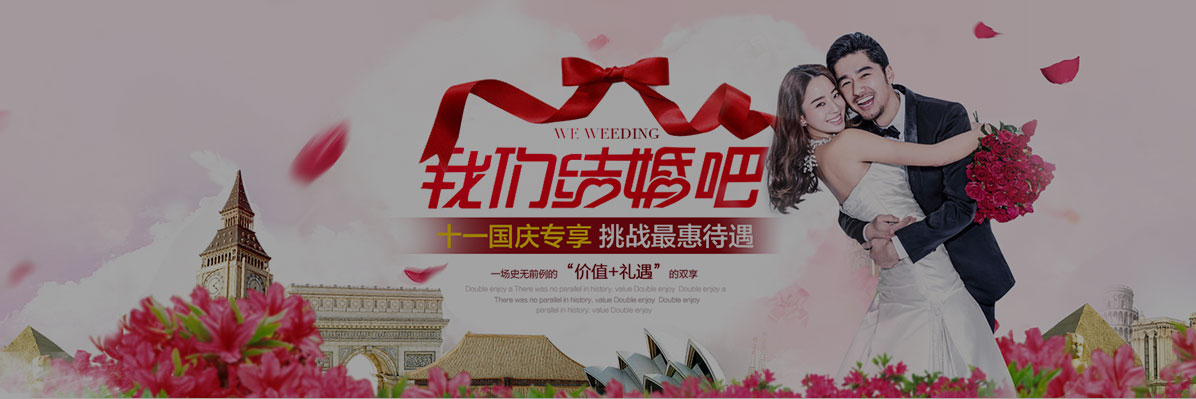 WE WEEDING
我们结婚吧
十一国庆专享 挑战最惠待遇
一场史无前例的“价值+礼遇”的双享
Double enjoy a There was no parallel in history, value Double enjoy Double enjoy a
There was no parallel in history, value Double enjoy Double enjoy
parallel in history, value Double enjoy